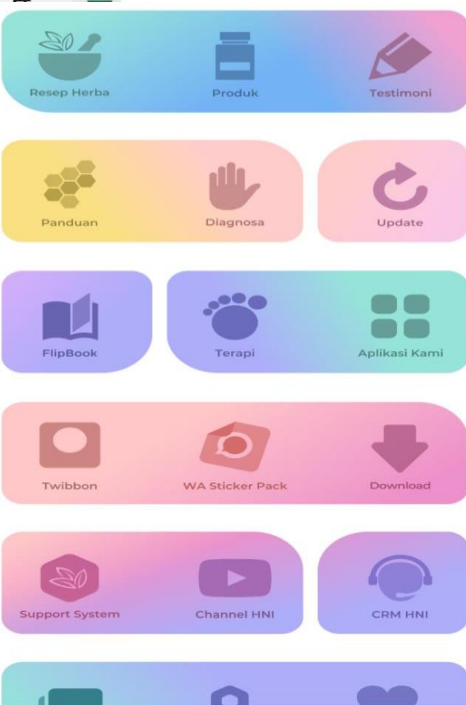 Resep Herba
Produk
Testimoni
Panduan
Diagnosa
Update
FlipBook
Terapi
Aplikasi Kami
Twibbon
WA Sticker Pack
Download
Support System
Channel HNI
CRM HNI